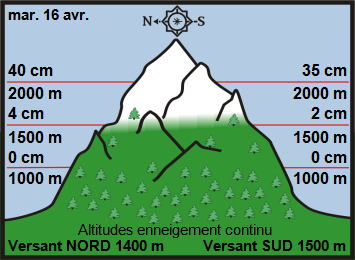 mar. 16 avr.
N S
40 cm 35 cm
2000 m 2000 m
4 cm 2 cm
1500 m 1500 m
0 cm 0 cm
1000 m 1000 m
Altitudes enneigement continu
Versant NORD 1400 m Versant SUD 1500 m